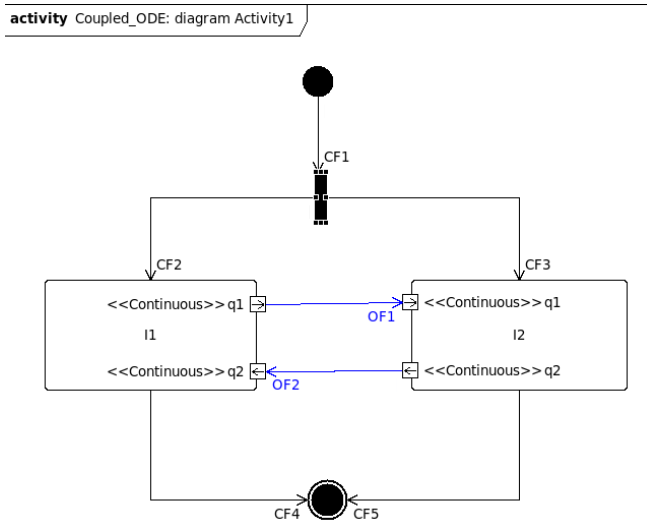 activity Coupled_ODE: diagram Activity1
CF1
CF2
CF3
<<Continuous>> q1
<<Continuous>> q1
OF1
I1
I2
<<Continuous>> q2
<<Continuous>> q2
OF2
CF4
CF5